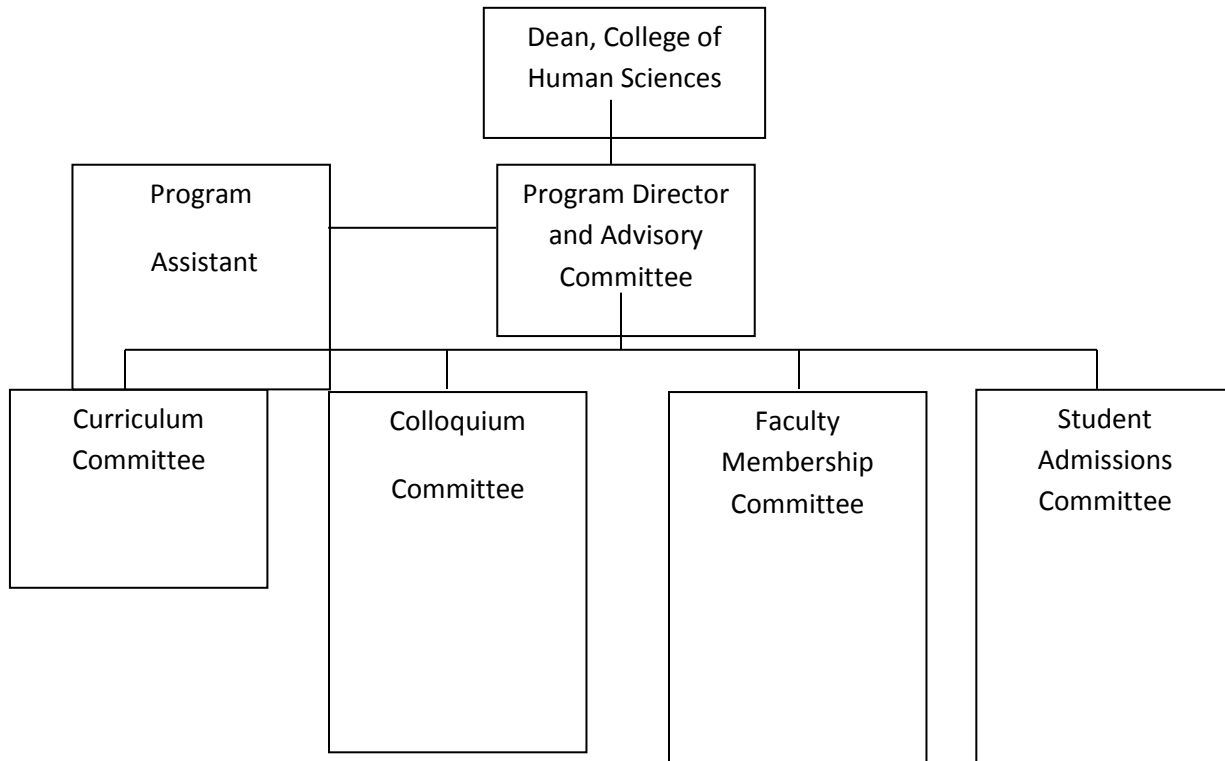 Dean, College of
Human Sciences
Program
Assistant
Program Director
and Advisory
Committee
Curriculum
Committee
Colloquium
Committee
Faculty
Membership
Committee
Student
Admissions
Committee